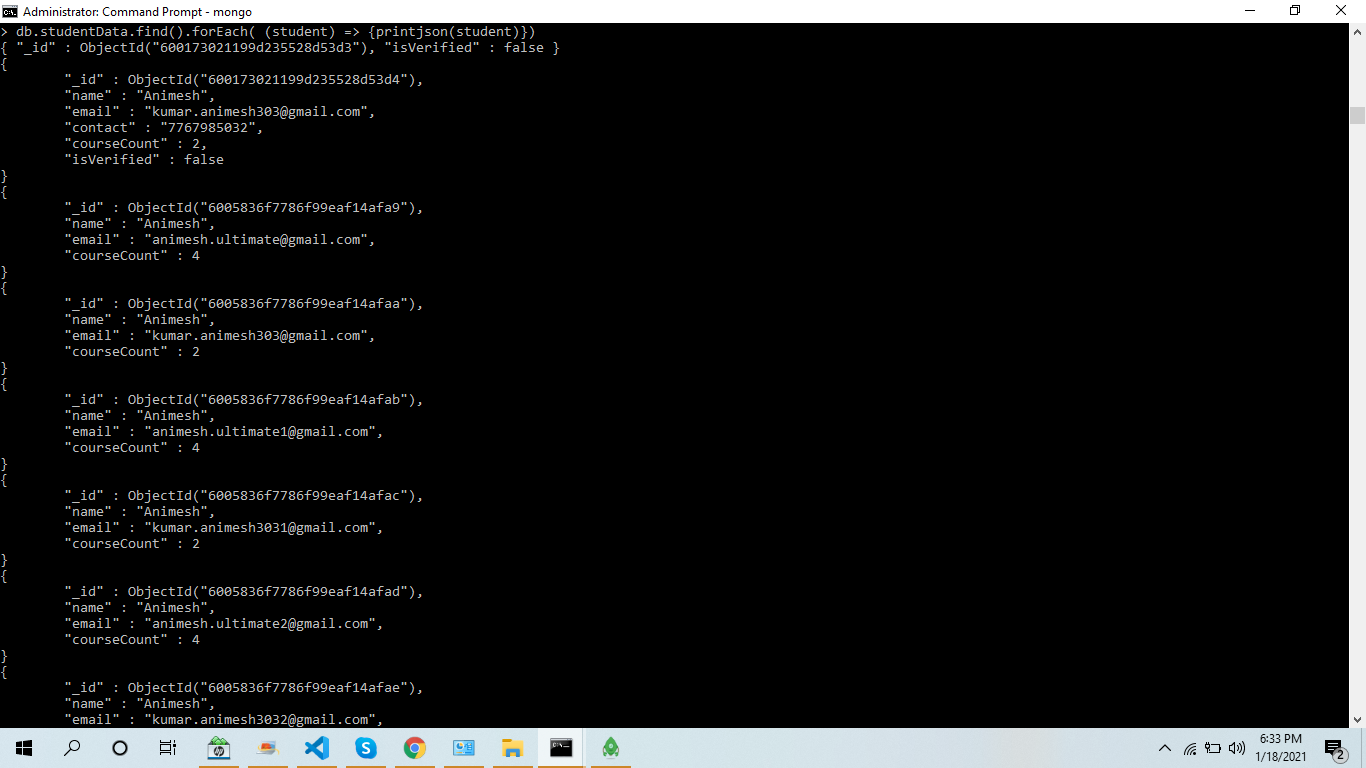 Administrator: Command Prompt - mongo
> db.studentData.find().forEach( (student) => {printjson(student)})
{ "_id" : ObjectId("600173021199d235528d53d3"), "isVerified" : false }
{
"_id" : ObjectId("600173021199d235528d53d4"),
"name" : "Animesh",
"email" : "kumar.animesh303@gmail.com",
"contact" : "7767985032",
"courseCount" : 2,
"isVerified" : false
}
{
"_id" : ObjectId("6005836f7786f99eaf14afa9"),
"name" : "Animesh",
"email" : "animesh.ultimate@gmail.com",
"courseCount" : 4
}
{
"_id" : ObjectId("6005836f7786f99eaf14afaa"),
"name" : "Animesh",
"email" : "kumar.animesh303@gmail.com",
"courseCount" : 2
}
{
"_id" : ObjectId("6005836f7786f99eaf14afab"),
"name" : "Animesh",
"email" : "animesh.ultimate1@gmail.com",
"courseCount" : 4
}
{
"_id" : ObjectId("6005836f7786f99eaf14afac"),
"name" : "Animesh",
"email" : "kumar.animesh3031@gmail.com",
"courseCount" : 2
}
{
"_id" : ObjectId("6005836f7786f99eaf14afad"),
"name" : "Animesh",
"email" : "animesh.ultimate2@gmail.com",
"courseCount" : 4
}
{
"_id" : ObjectId("6005836f7786f99eaf14afae"),
"name" : "Animesh",
"email" : "kumar.animesh3032@gmail.com",
6:33 PM
1/18/2021
2